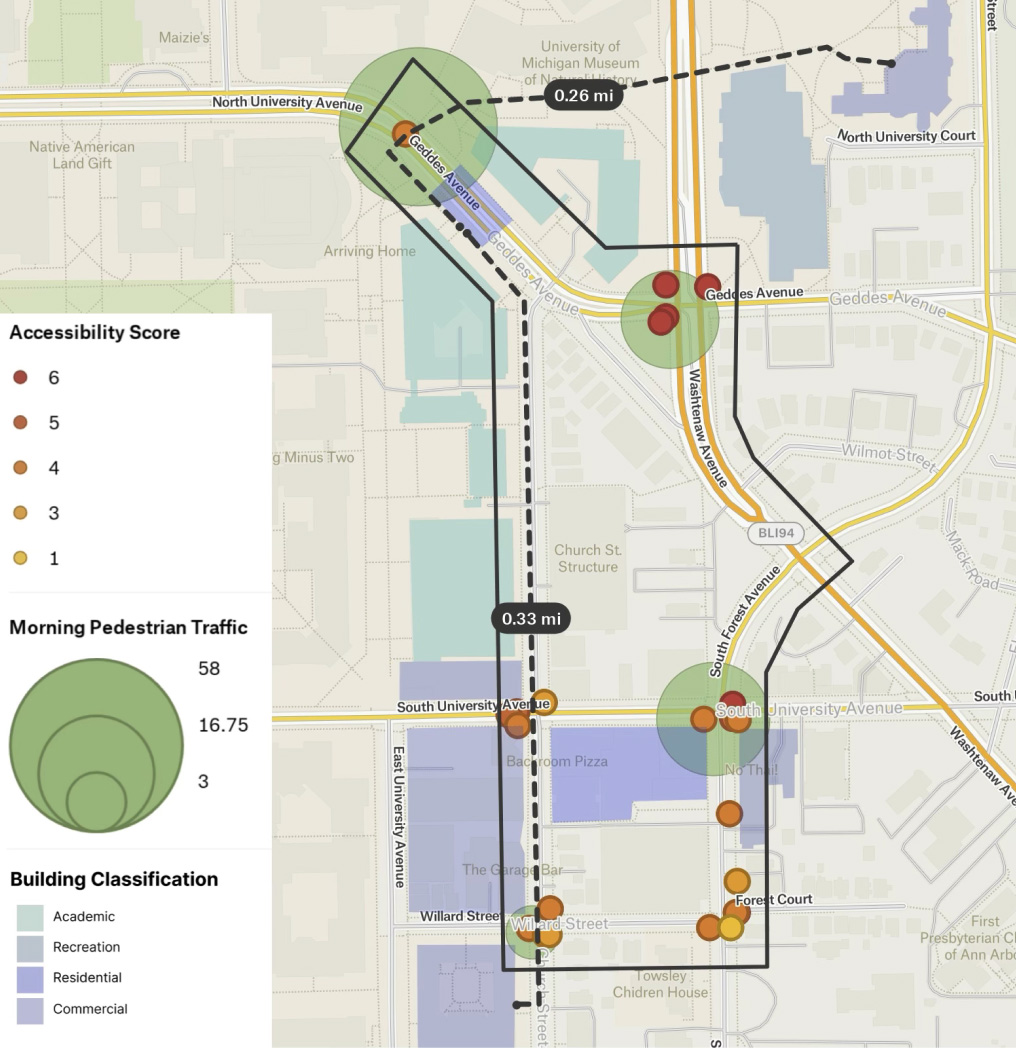 Maizie's
University of
Michigan Museum
of Natural History
0.26 mi
North University Avenue
North University Court
Native American
Land Gift
Geddes Avenue
Arriving Home
Geddes Avenue
Geddes Avenue
Geddes Avenue
Street
Accessibility Score
6
5
4
3
1
Washtenaw Avenue
Wilmot Street
g Minus Two
BLI94
Church St.
Structure
Mack Road
South Forest Avenue
0.33 mi
Morning Pedestrian Traffic
58
16.75
3
South University Avenue
South University Avenue
South U
Washtenaw Ave
East University Avenue
Backroom Pizza
No Thai!
Building Classification
Academic
Recreation
Residential
Commercial
The Garage Bar
Willard Street
Willard Street
Forest Court
First
Presbyterian Ch
of Ann Arbo
Church Street
Towsley
Chidren House
S